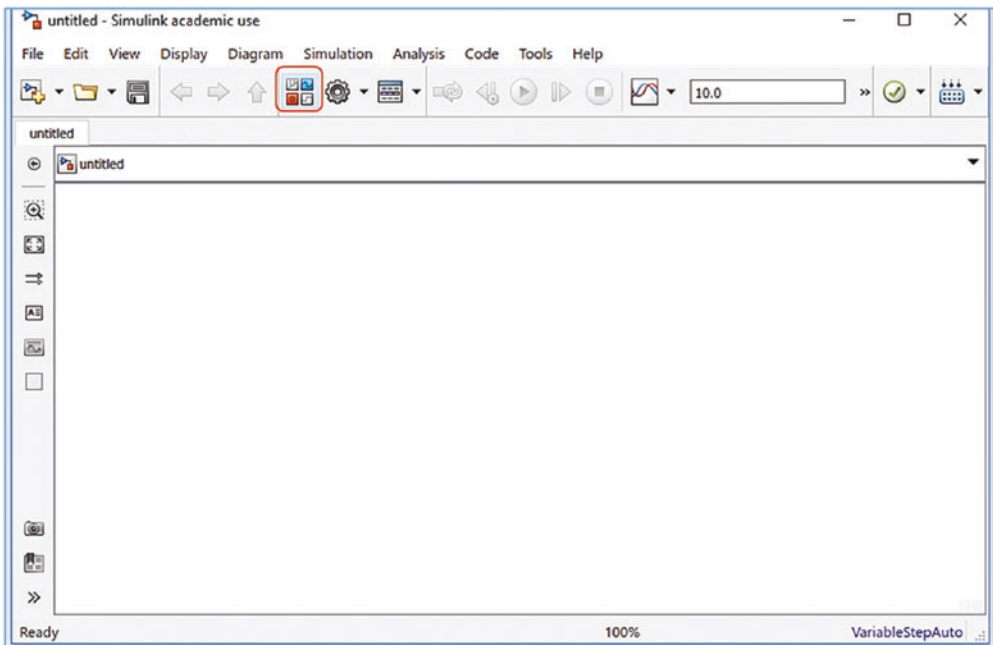 untitled - Simulink academic use
File Edit View Display Diagram Simulation Analysis Code Tools Help
10.0 »
untitled
untitled
»
Ready 100% VariableStepAuto